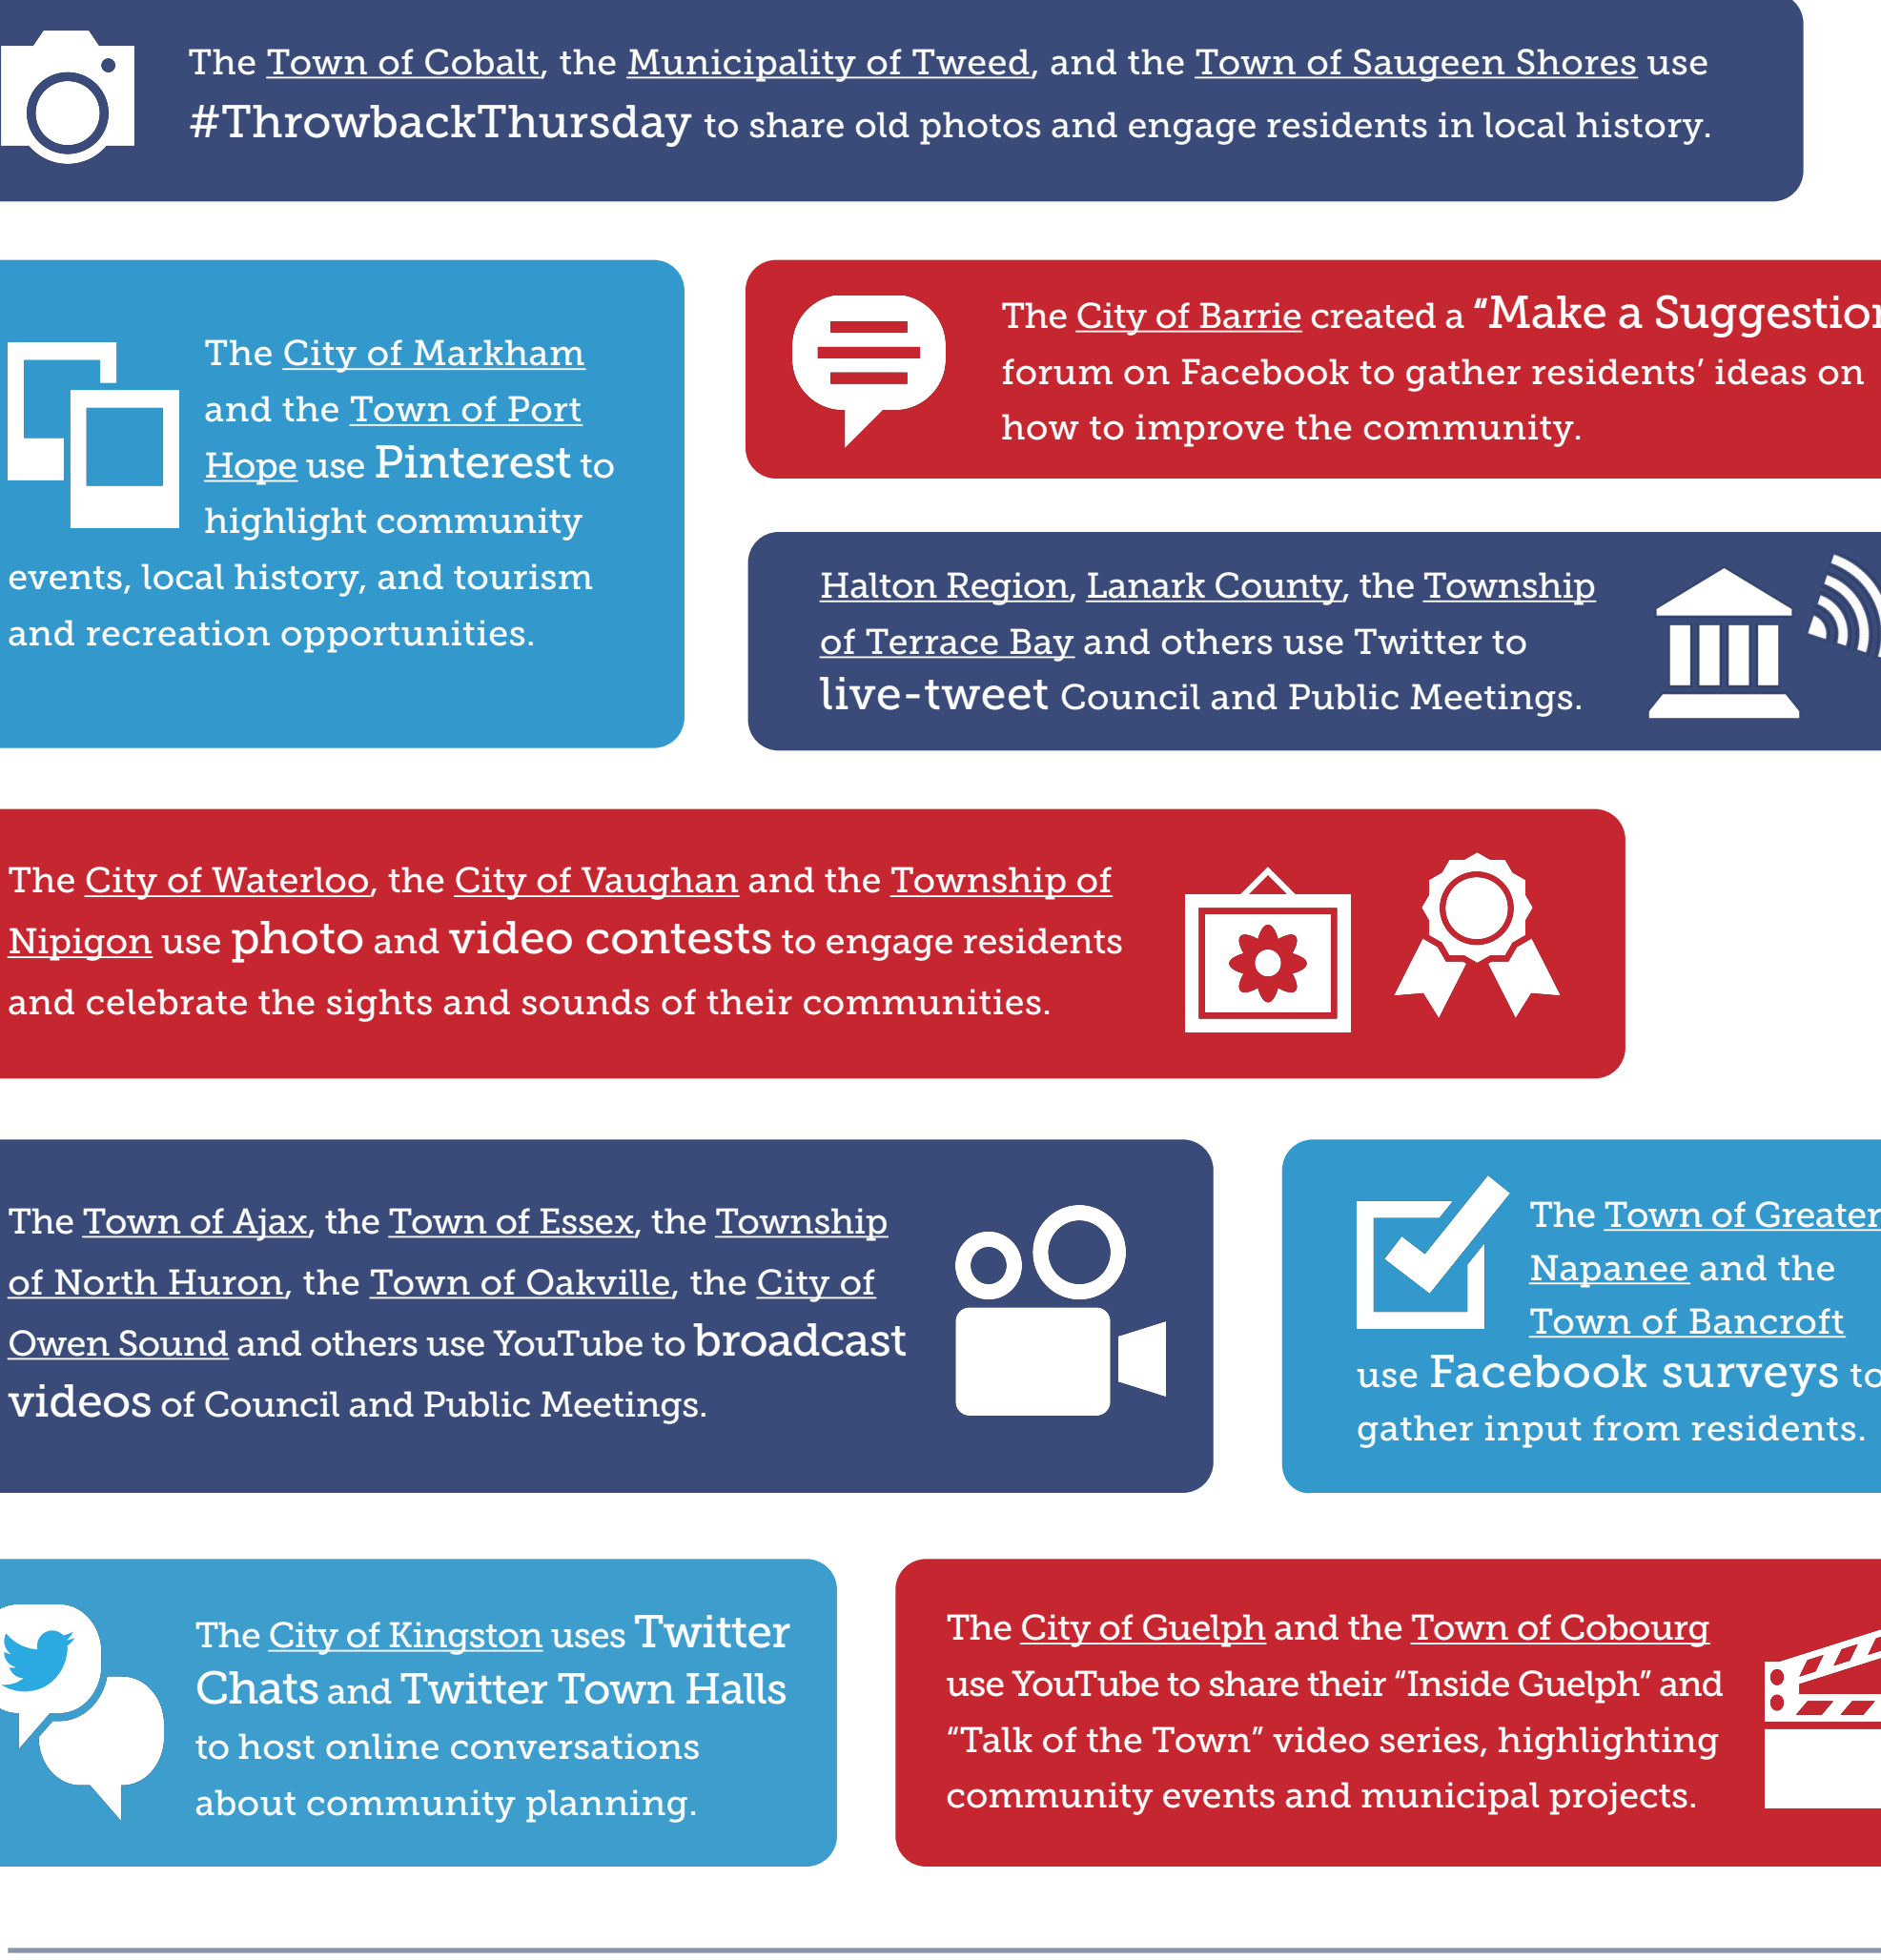 The Town of Cobalt, the Municipality of Tweed, and the Town of Saugeen Shores use
#ThrowbackThursday to share old photos and engage residents in local history.
The City of Markham
and the Town of Port
Hope use Pinterest to
highlight community
events, local history, and tourism
and recreation opportunities.
The City of Barrie created a “Make a Suggestion
forum on Facebook to gather residents’ ideas on
how to improve the community.
Halton Region, Lanark County, the Township
of Terrace Bay and others use Twitter to
live-tweet Council and Public Meetings.
The City of Waterloo, the City of Vaughan and the Township of
Nipigon use photo and video contests to engage residents
and celebrate the sights and sounds of their communities.
The Town of Ajax, the Town of Essex, the Township
of North Huron, the Town of Oakville, the City of
Owen Sound and others use YouTube to broadcast
videos of Council and Public Meetings.
The Town of Greater
Napanee and the
Town of Bancroft
use Facebook surveys to
gather input from residents.
The City of Kingston uses Twitter
Chats and Twitter Town Halls
to host online conversations
about community planning.
The City of Guelph and the Town of Cobourg
use YouTube to share their “Inside Guelph” and
“Talk of the Town” video series, highlighting
community events and municipal projects.